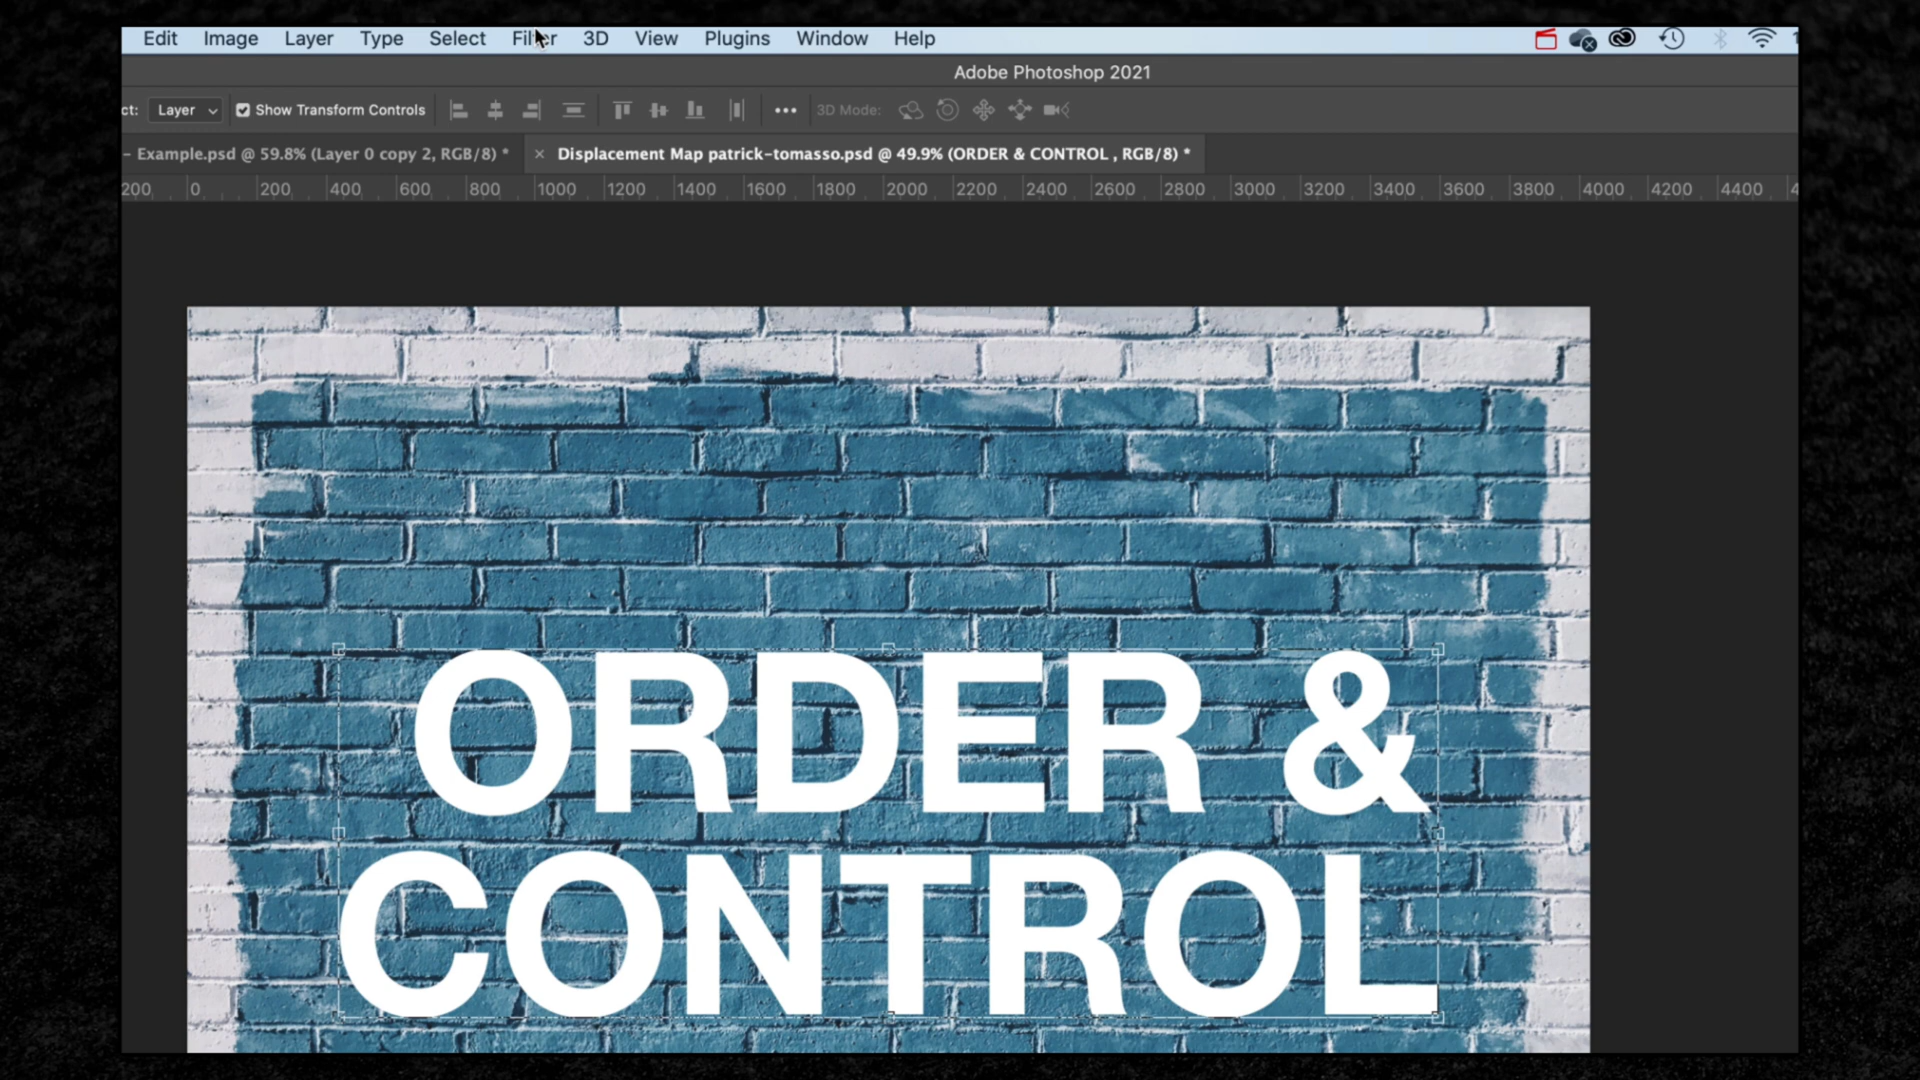 Edit Image Layer Type Select Filter 3D View Plugins Window Help
Adobe Photoshop 2021
ct: Layer Show Transform Controls 3D Mode:
- Example.psd @ 59.8% (Layer 0 copy 2, RGB/8) * × Displacement Map patrick-tomasso.psd @ 49.9% (ORDER & CONTROL , RGB/8) *
200 0 200 400 600 800 1000 1200 1400 1600 1800 2000 2200 2400 2600 2800 3000 3200 3400 3600 3800 4000 4200 4400 4
ORDER &
CONTROL